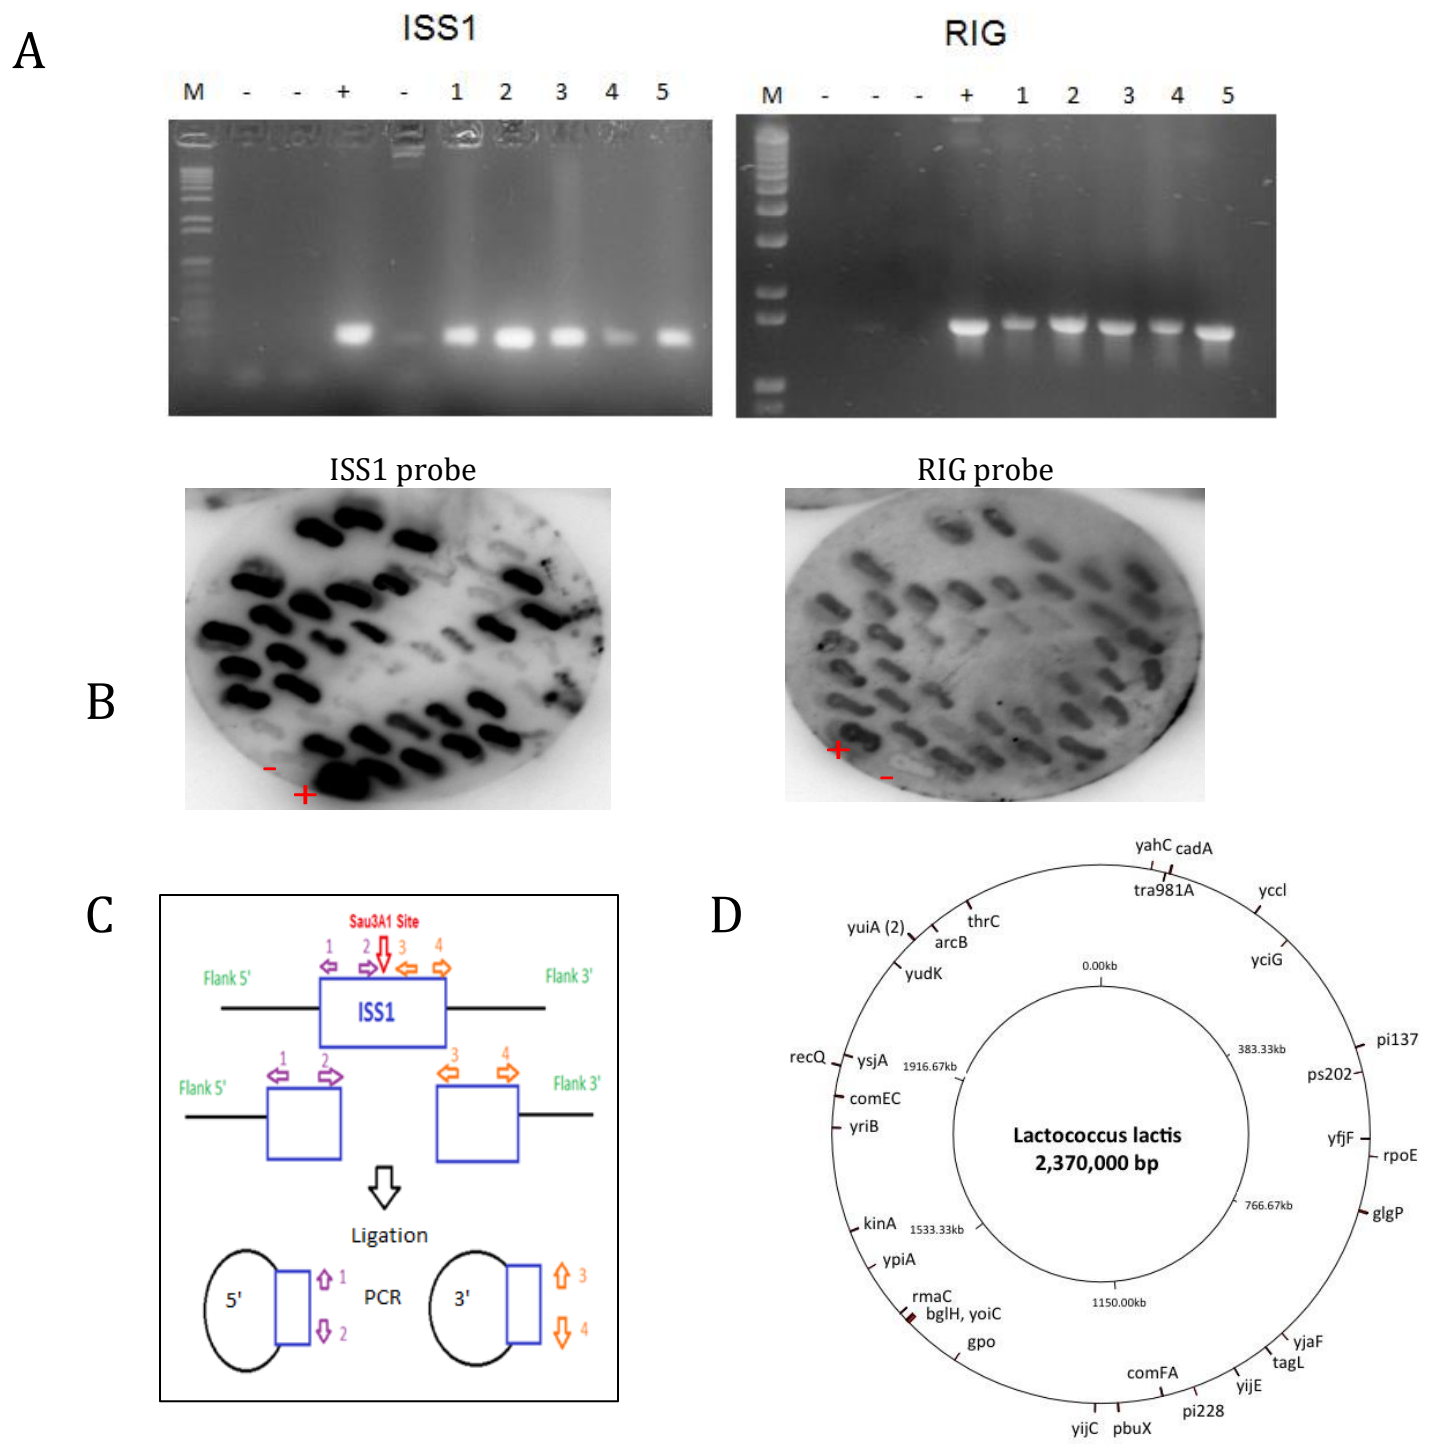 A
ISS1
RIG
M - - + - 1 2 3 4 5
M - - - + 1 2 3 4 5
B
ISS1 probe
RIG probe
-
+
+
-
C
Sau3A1 Site
1 2 3 4
Flank 5'
Flank 3'
ISS1
1 2 3 4
Flank 5'
Flank 3'
Ligation
PCR
5'
1
2
3'
3
4
D
yahC cadA
tra981A
yccl
yciG
pi137
ps202
yfjF
rpoE
glgP
yjaF
tagL
yijE
pi228
comFA
pbuX
yijC
gpo
bglH, yoiC
rmaC
ypiA
kinA
yriB
comEC
recQ
ysjA
yudK
yuiA (2)
arcB
thrC
0.00kb
383.33kb
766.67kb
1150.00kb
1533.33kb
1916.67kb
Lactococcus lactis
2,370,000 bp